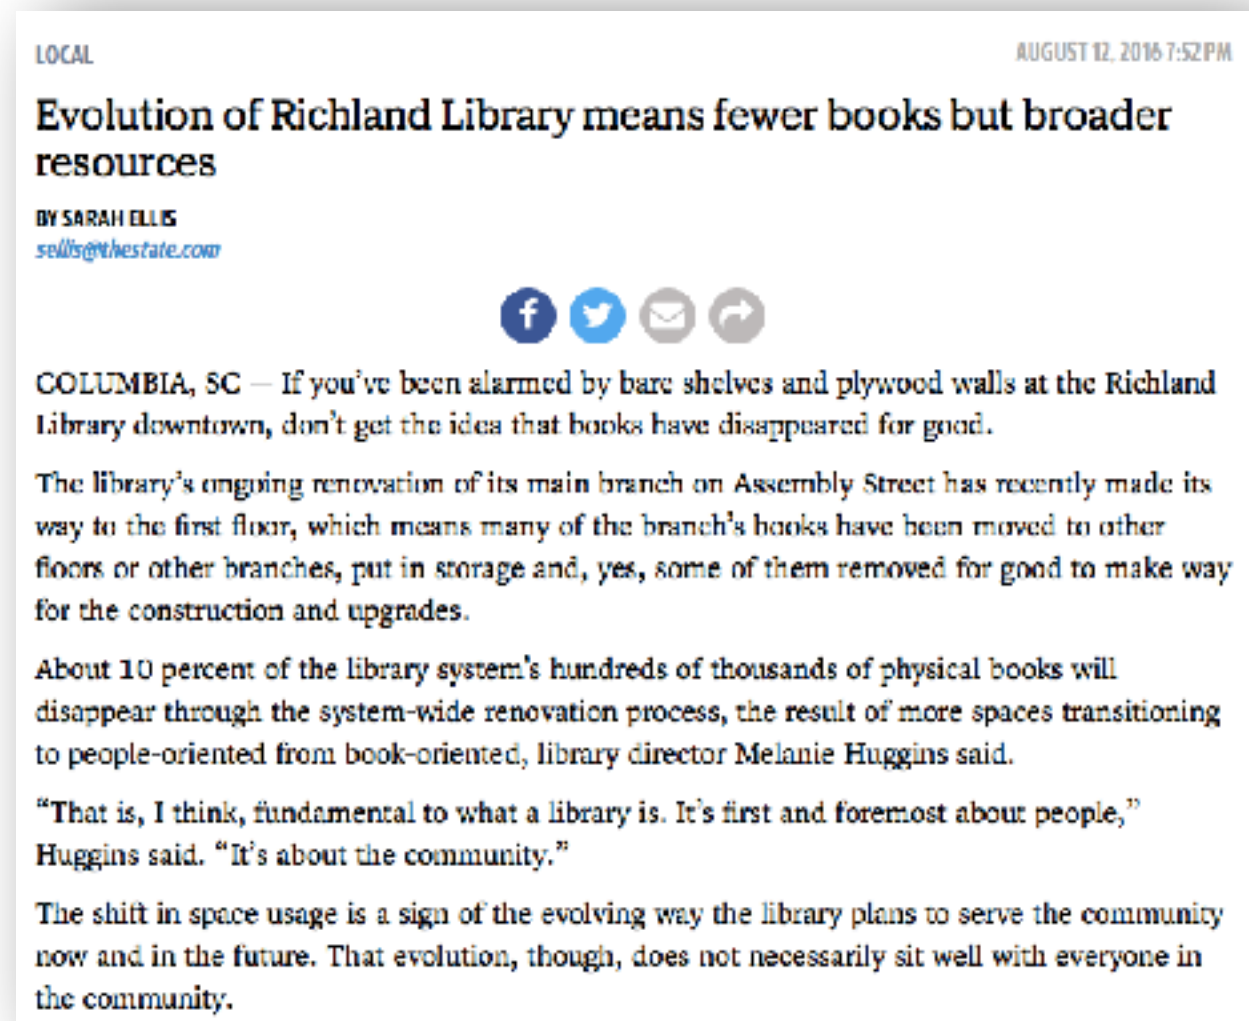 LOCAL
AUGUST 12, 2016 7:52 PM
Evolution of Richland Library means fewer books but broader
resources
BY SARAH ELLIS
sellis@thestate.com
COLUMBIA, SC — If you’ve been alarmed by bare shelves and plywood walls at the Richland
Library downtown, don’t get the idea that books have disappeared for good.
The library’s ongoing renovation of its main branch on Assembly Street has recently made its
way to the first floor, which means many of the branch’s books have been moved to other
floors or other branches, put in storage and, yes, some of them removed for good to make way
for the construction and upgrades.
About 10 percent of the library system’s hundreds of thousands of physical books will
disappear through the system-wide renovation process, the result of more spaces transitioning
to people-oriented from book-oriented, library director Melanie Huggins said.
“That is, I think, fundamental to what a library is. It’s first and foremost about people,”
Huggins said. “It’s about the community.”
The shift in space usage is a sign of the evolving way the library plans to serve the community
now and in the future. That evolution, though, does not necessarily sit well with everyone in
the community.